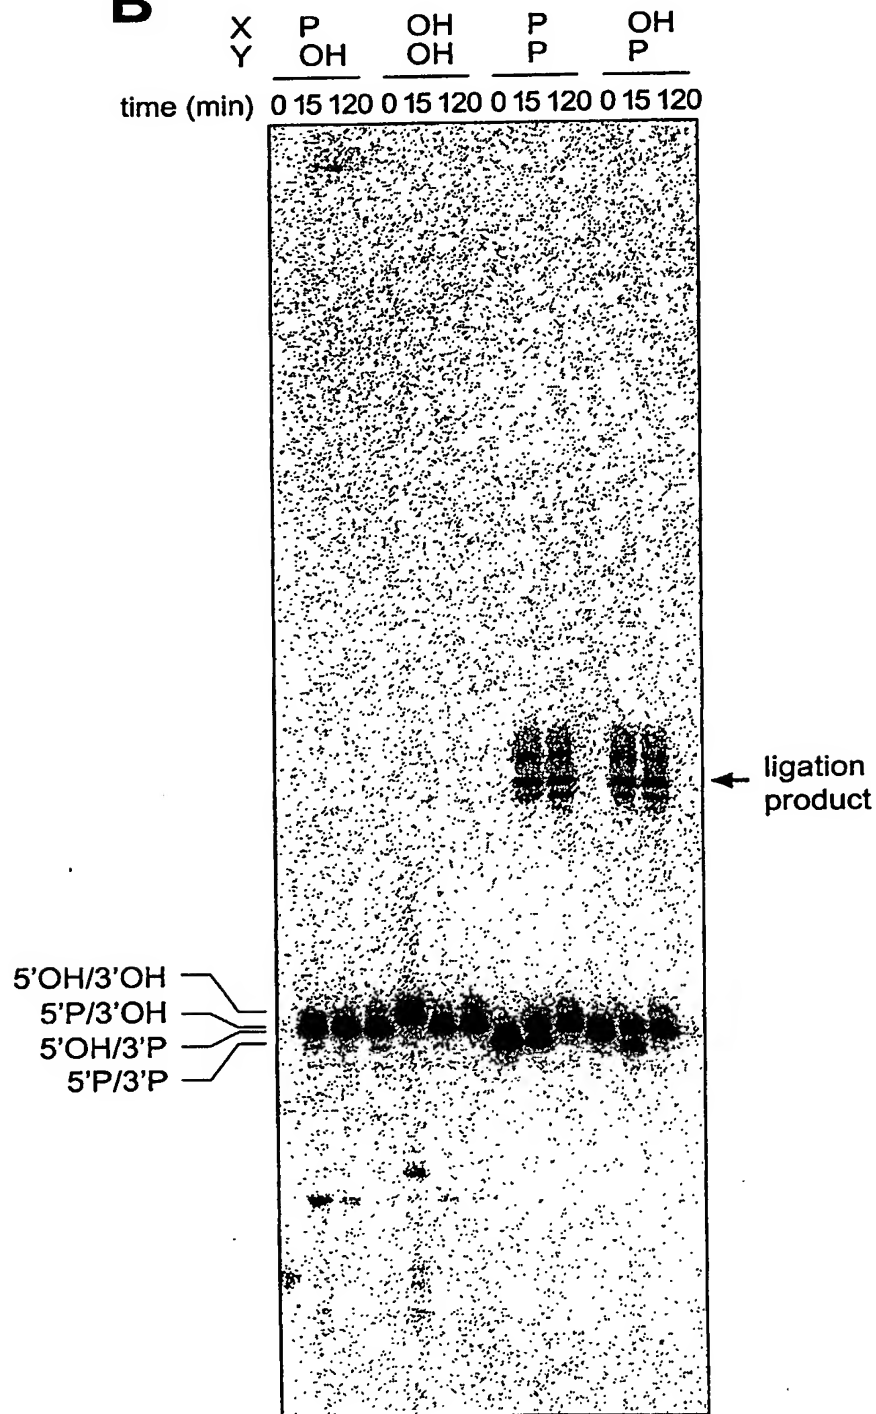 B
X P OH P OH
Y OH OH P P
time (min) 0 15 120 0 15 120 0 15 120 0 15 120
ligation
product
5'OH/3'OH
5'P/3'OH
5'OH/3'P
5'P/3'P